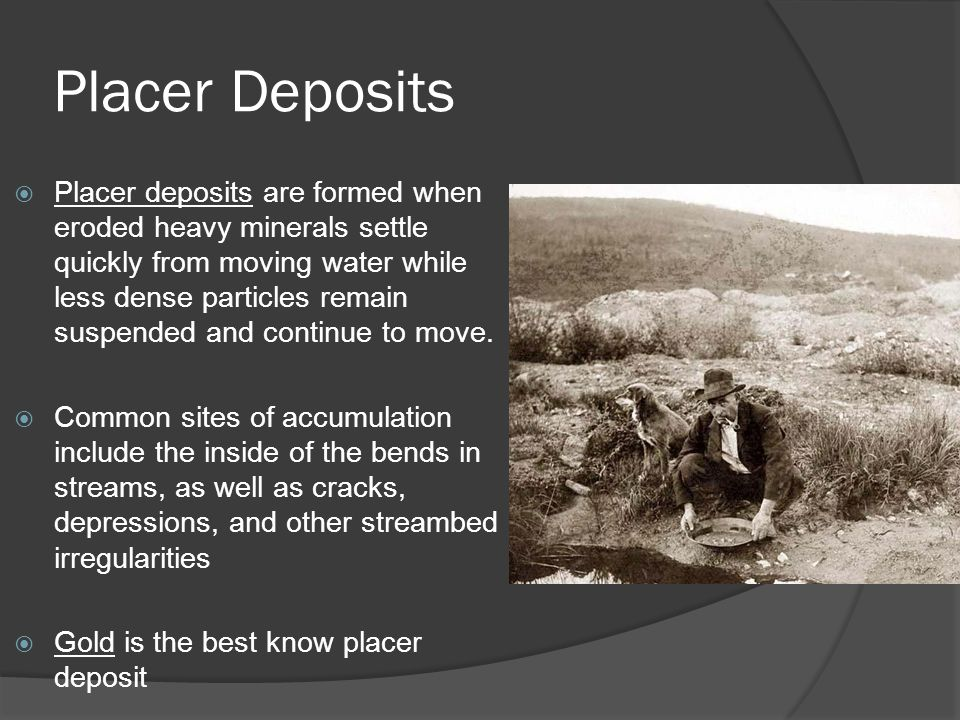 Placer Deposits
Placer deposits are formed when
eroded heavy minerals settle
quickly from moving water while
less dense particles remain
suspended and continue to move.
Common sites of accumulation
include the inside of the bends in
streams, as well as cracks,
depressions, and other streambed
irregularities
Gold is the best know placer
deposit